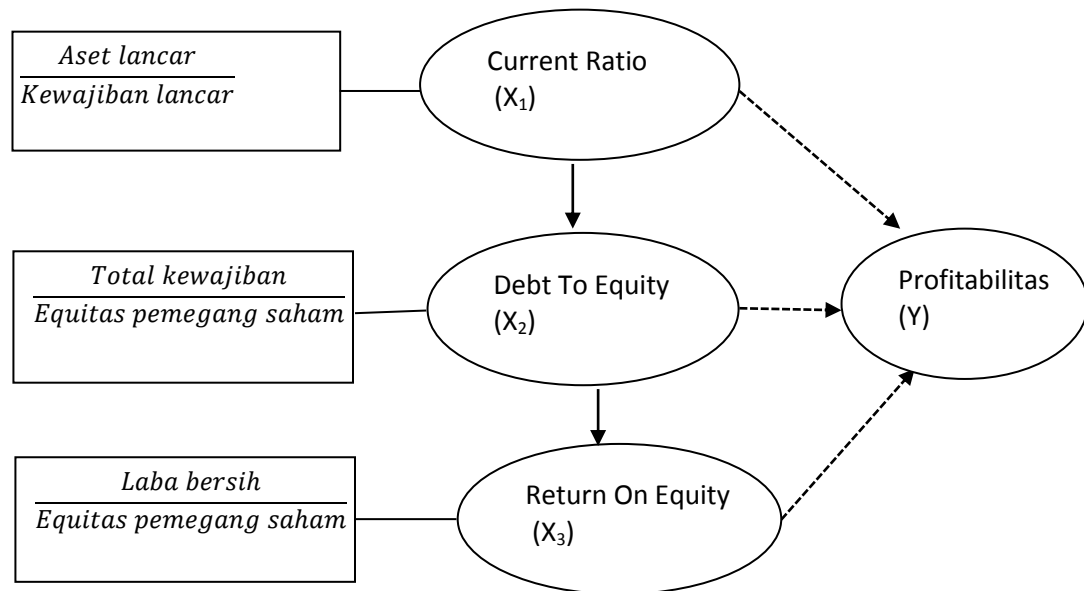 Aset lancar
Kewajiban lancar
Current Ratio
(X₁)
Total kewajiban
Equitas pemegang saham
Debt To Equity
(X₂)
Profitabilitas
(Y)
Laba bersih
Equitas pemegang saham
Return On Equity
(X₃)